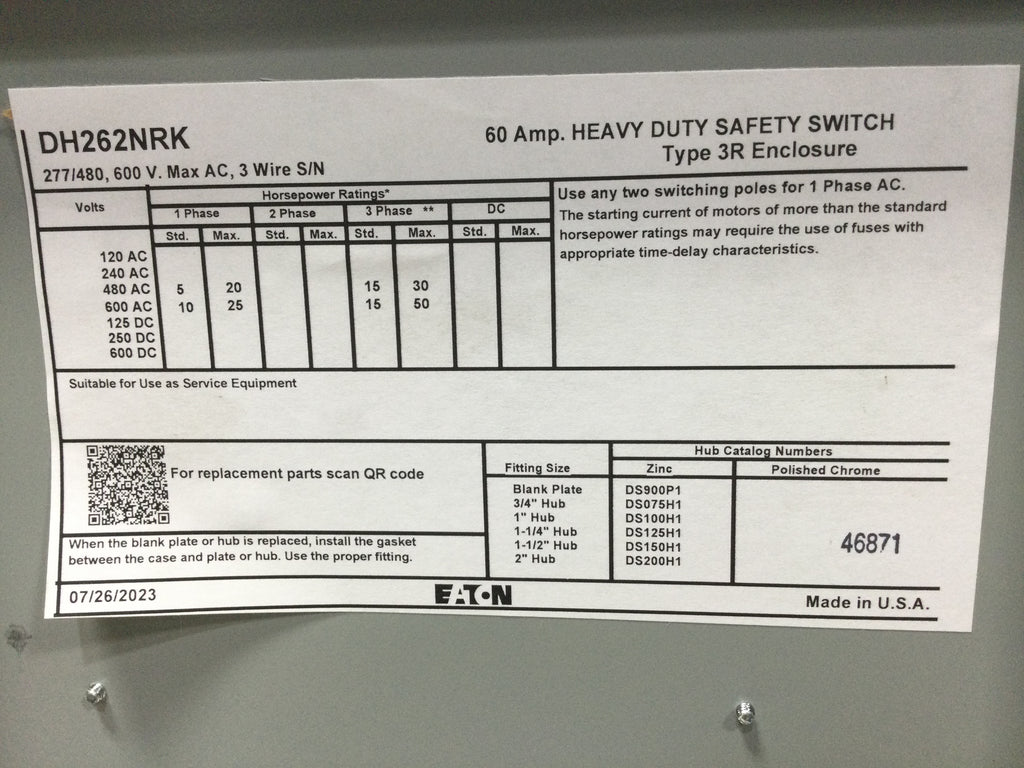 DH262NRK
60 Amp. HEAVY DUTY SAFETY SWITCH
Type 3R Enclosure
277/480, 600 V. Max AC, 3 Wire S/N
Volts
Horsepower Ratings*
1 Phase 2 Phase 3 Phase ** DC
Std. Max. Std. Max. Std. Max. Std. Max.
120 AC
240 AC
480 AC 5 20 15 30
600 AC 10 25 15 50
125 DC
250 DC
600 DC
Use any two switching poles for 1 Phase AC.
The starting current of motors of more than the standard
horsepower ratings may require the use of fuses with
appropriate time-delay characteristics.
Suitable for Use as Service Equipment
For replacement parts scan QR code
When the blank plate or hub is replaced, install the gasket
between the case and plate or hub. Use the proper fitting.
Hub Catalog Numbers
Fitting Size Zinc Polished Chrome
Blank Plate DS900P1
3/4" Hub DS075H1
1" Hub DS100H1
1-1/4" Hub DS125H1
1-1/2" Hub DS150H1
2" Hub DS200H1
46871
07/26/2023
EATON
Made in U.S.A.